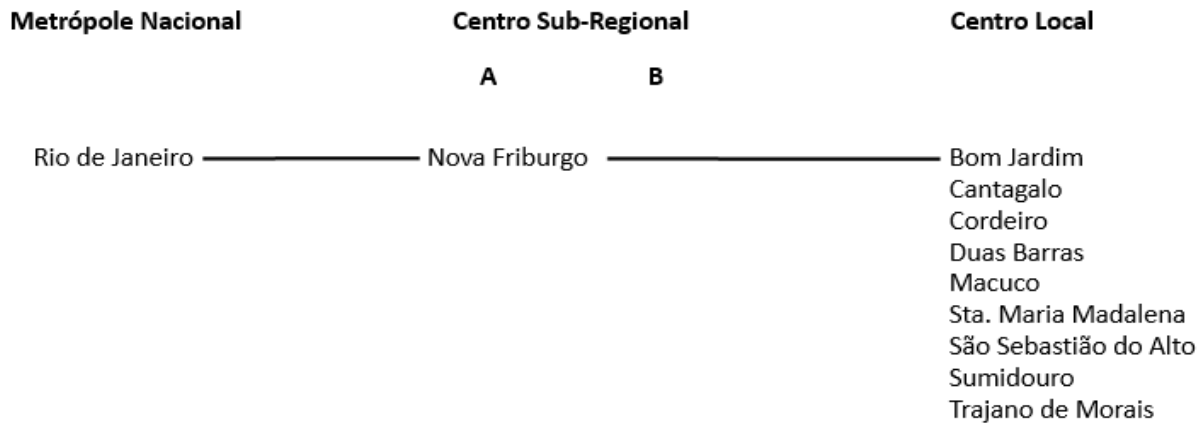 Metrópole Nacional Centro Sub-Regional Centro Local
A B
Rio de Janeiro Nova Friburgo Bom Jardim
Cantagalo
Cordeiro
Duas Barras
Macuco
Sta. Maria Madalena
São Sebastião do Alto
Sumidouro
Trajano de Morais